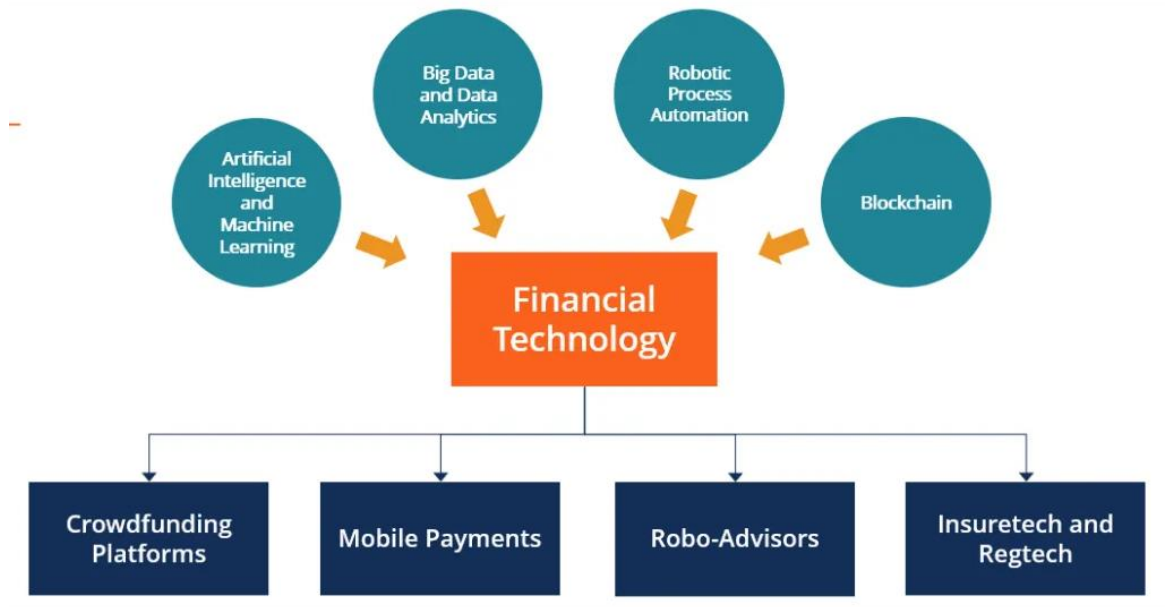 Big Data
and Data
Analytics
Robotic
Process
Automation
Artificial
Intelligence
and
Machine
Learning
Blockchain
Financial
Technology
Crowdfunding
Platforms
Mobile Payments
Robo-Advisors
Insuretech and
Regtech